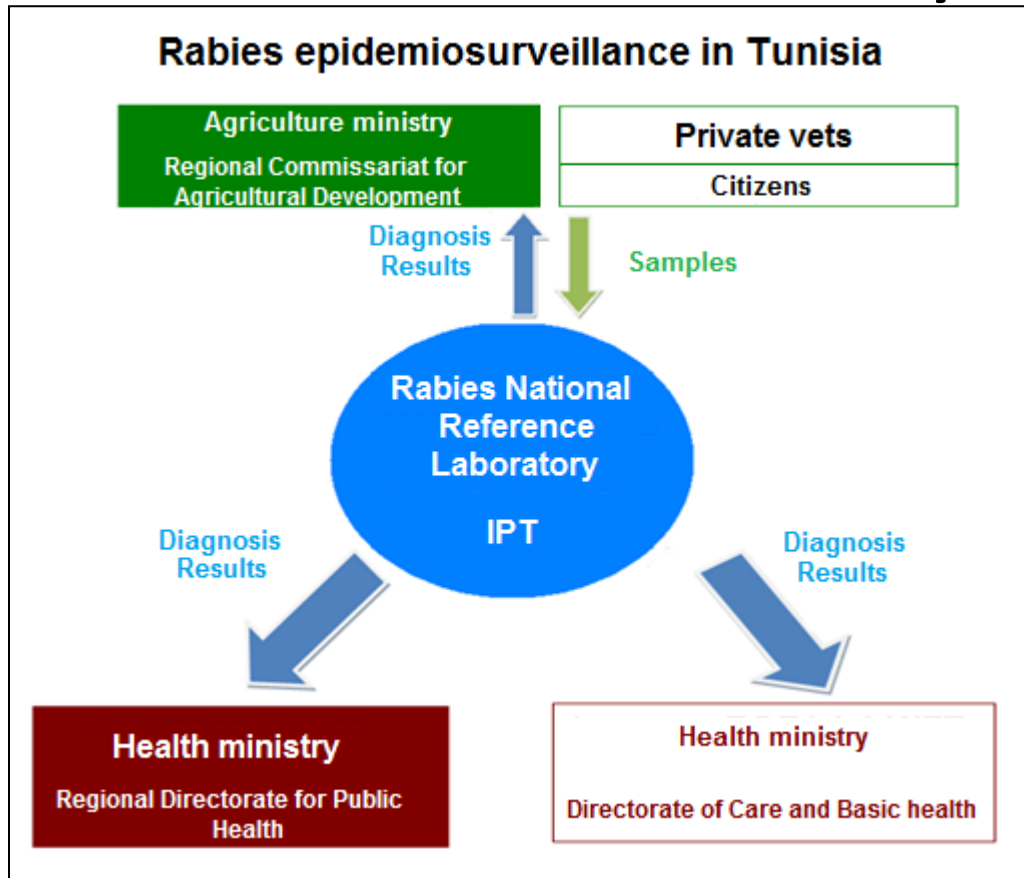 Rabies epidemiosurveillance in Tunisia
Agriculture ministry
Regional Commissariat for
Agricultural Development
Private vets
Citizens
Diagnosis
Results
Samples
Rabies National
Reference
Laboratory
IPT
Diagnosis
Results
Diagnosis
Results
Health ministry
Regional Directorate for Public
Health
Health ministry
Directorate of Care and Basic health